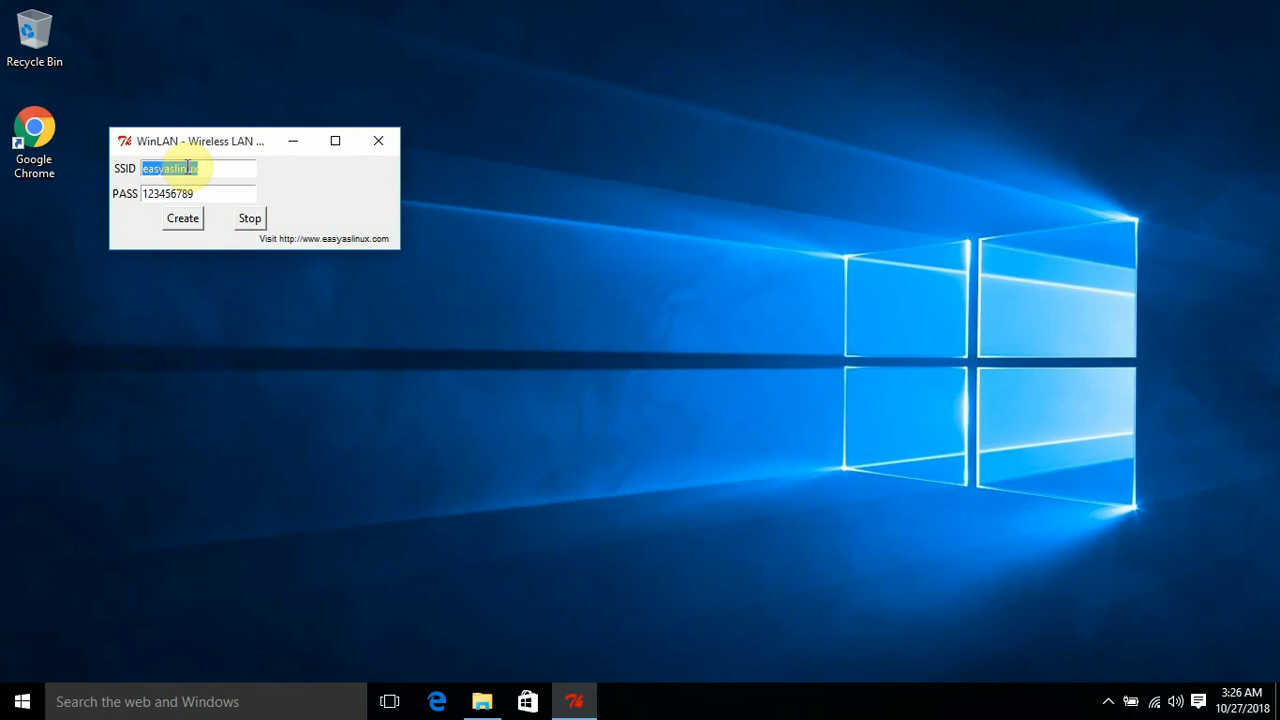 Recycle Bin
Google
Chrome
WinLAN - Wireless LAN ...
SSID easyaslinux
PASS 123456789
Create Stop
Visit http://www.easyaslinux.com
Search the web and Windows
3:26 AM
10/27/2018